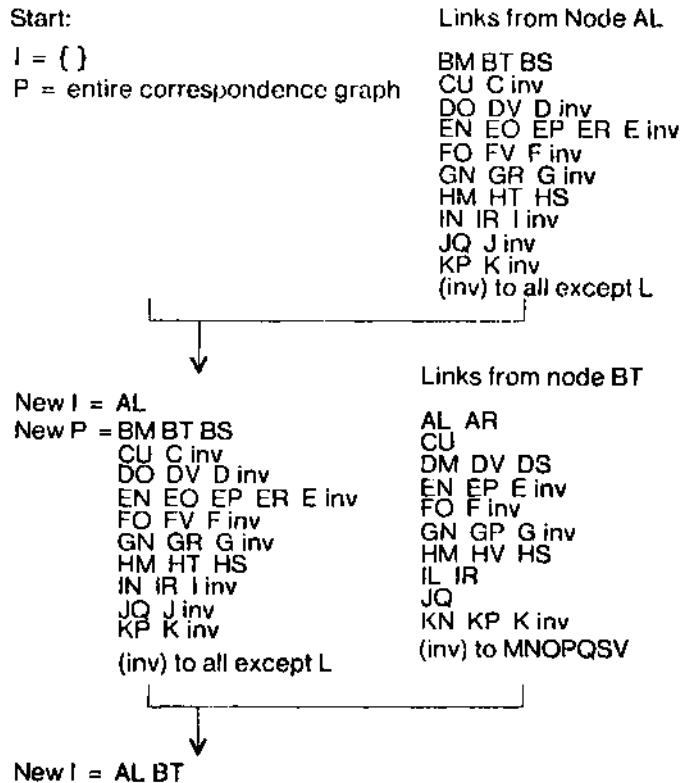 Start:
I = { }
P = entire correspondence graph
Links from Node AL
BM BT BS
CU C inv
DO DV D inv
EN EO EP ER E inv
FO FV F inv
GN GR G inv
HM HT HS
IN IR I inv
JQ J inv
KP K inv
(inv) to all except L
New I = AL
New P = BM BT BS
CU C inv
DO DV D inv
EN EO EP ER E inv
FO FV F inv
GN GR G inv
HM HT HS
IN IR I inv
JQ J inv
KP K inv
(inv) to all except L
Links from node BT
AL AR
CU
DM DV DS
EN EP E inv
FO F inv
GN GP G inv
HM HV HS
IL IR
JQ
KN KP K inv
(inv) to MNOPQSV
New I = AL BT